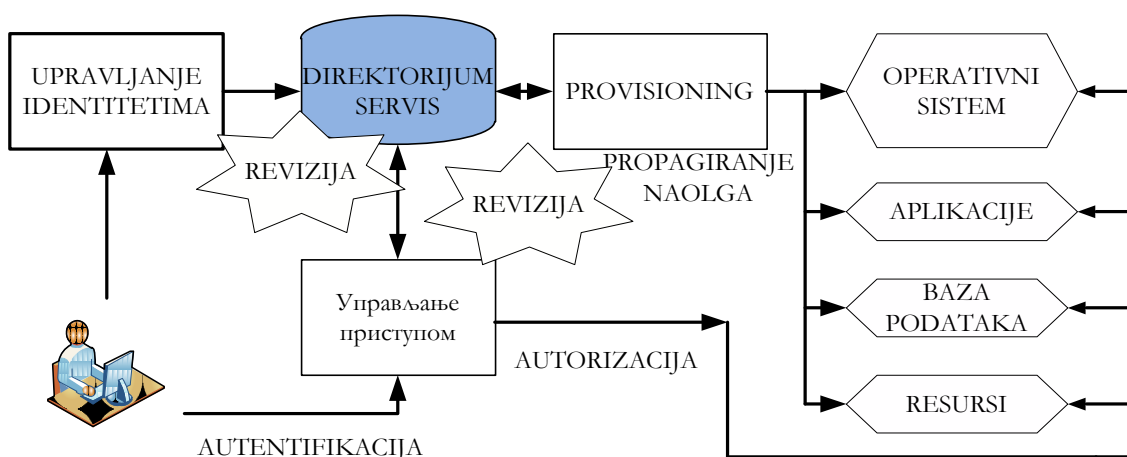 UPRAVLJANJE
IDENTITETIMA
DIREKTORIJUM
SERVIS
PROVISIONING
OPERATIVNI
SISTEM
REVIZIJA
REVIZIJA
PROPAGIRANJE
NAOLGA
APLIKACIJE
Управљање
приступом
BAZA
PODATAKA
AUTORIZACIJA
RESURSI
AUTENTIFIKACIJA